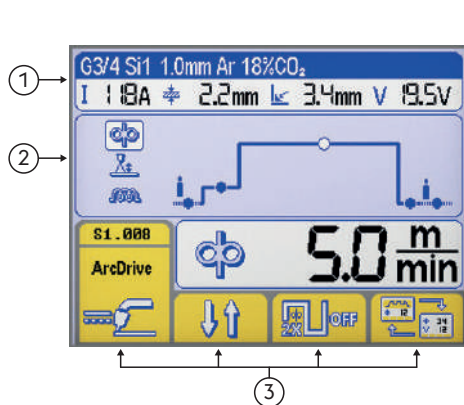 G3/4 Si1 1.0mm Ar 18%CO₂
1
I 118A 2.2mm 3.4mm V 19.5V
2
S1.008
5.0 m/min
ArcDrive
2X OFF 12 34 V 12
3